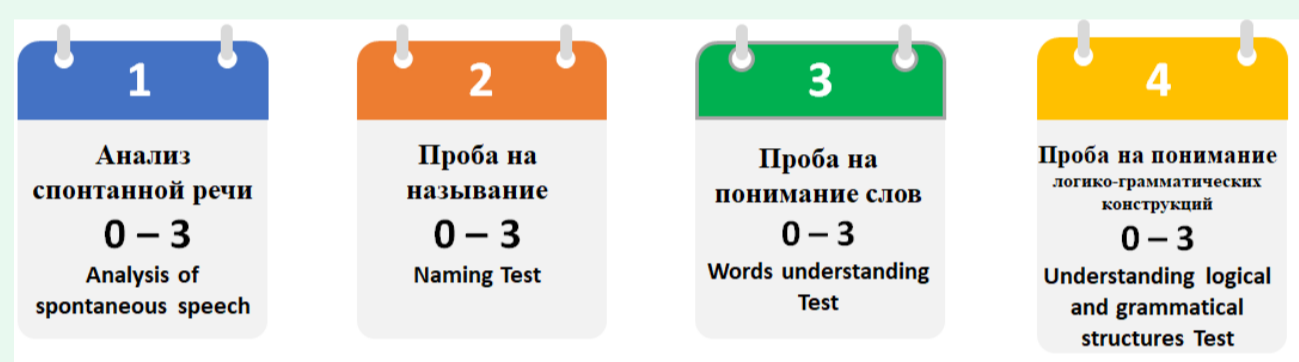 1
Анализ
спонтанной речи
0 – 3
Analysis of
spontaneous speech
2
Проба на
называние
0 – 3
Naming Test
3
Проба на
понимание слов
0 – 3
Words understanding
Test
4
Проба на понимание
логико-грамматических
конструкций
0 – 3
Understanding logical
and grammatical
structures Test